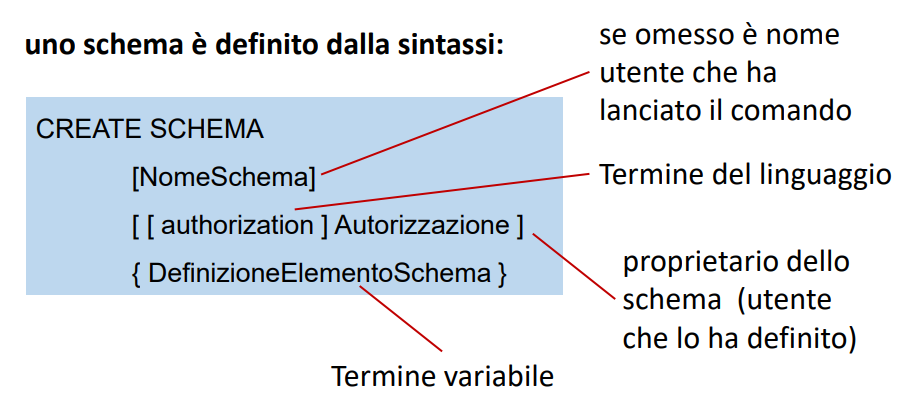 uno schema è definito dalla sintassi:
se omesso è nome
utente che ha
lanciato il comando
CREATE SCHEMA
[NomeSchema]
Termine del linguaggio
[ [ authorization ] Autorizzazione ]
{ DefinizioneElementoSchema }
proprietario dello
schema (utente
che lo ha definito)
Termine variabile